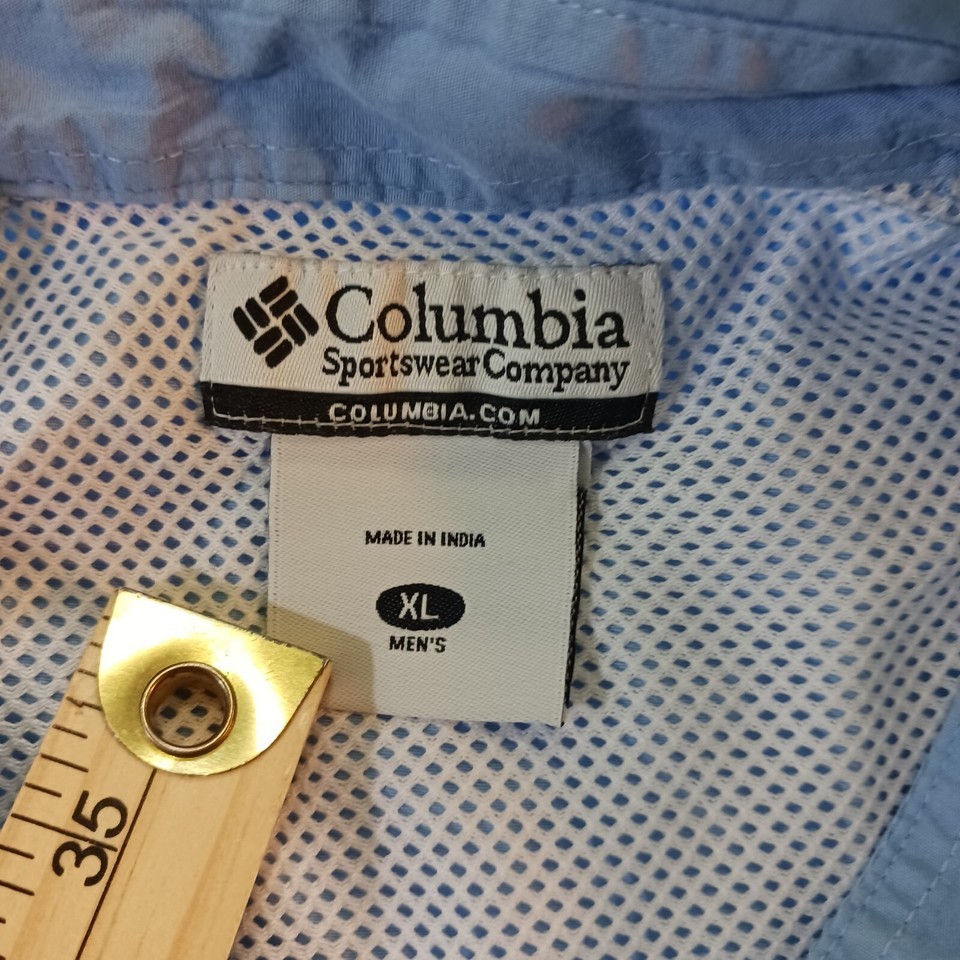 Columbia
Sportswear Company
COLUMBIA.COM
MADE IN INDIA
XL
MEN'S
35